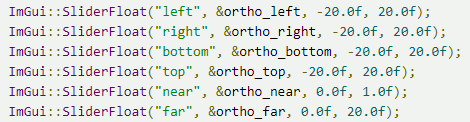 ImGui::SliderFloat("left", &ortho_left, -20.0f, 20.0f);
ImGui::SliderFloat("right", &ortho_right, -20.0f, 20.0f);
ImGui::SliderFloat("bottom", &ortho_bottom, -20.0f, 20.0f);
ImGui::SliderFloat("top", &ortho_top, -20.0f, 20.0f);
ImGui::SliderFloat("near", &ortho_near, 0.0f, 1.0f);
ImGui::SliderFloat("far", &ortho_far, 0.0f, 20.0f);